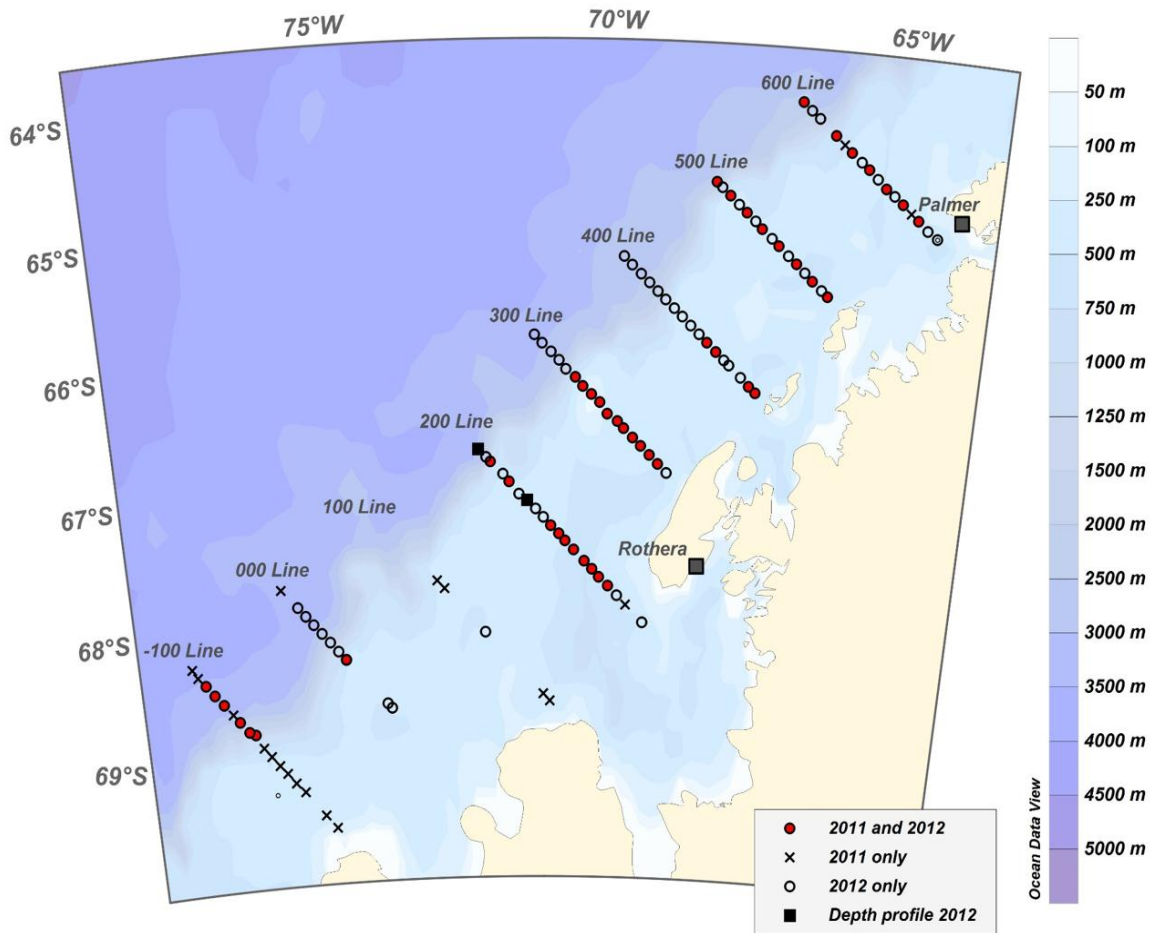 75°W
70°W
65°W
64°S
65°S
66°S
67°S
68°S
69°S
600 Line
500 Line
400 Line
300 Line
200 Line
100 Line
000 Line
-100 Line
Palmer
Rothera
50 m
100 m
250 m
500 m
750 m
1000 m
1250 m
1500 m
2000 m
2500 m
3000 m
3500 m
4000 m
4500 m
5000 m
Ocean Data View
2011 and 2012
2011 only
2012 only
Depth profile 2012